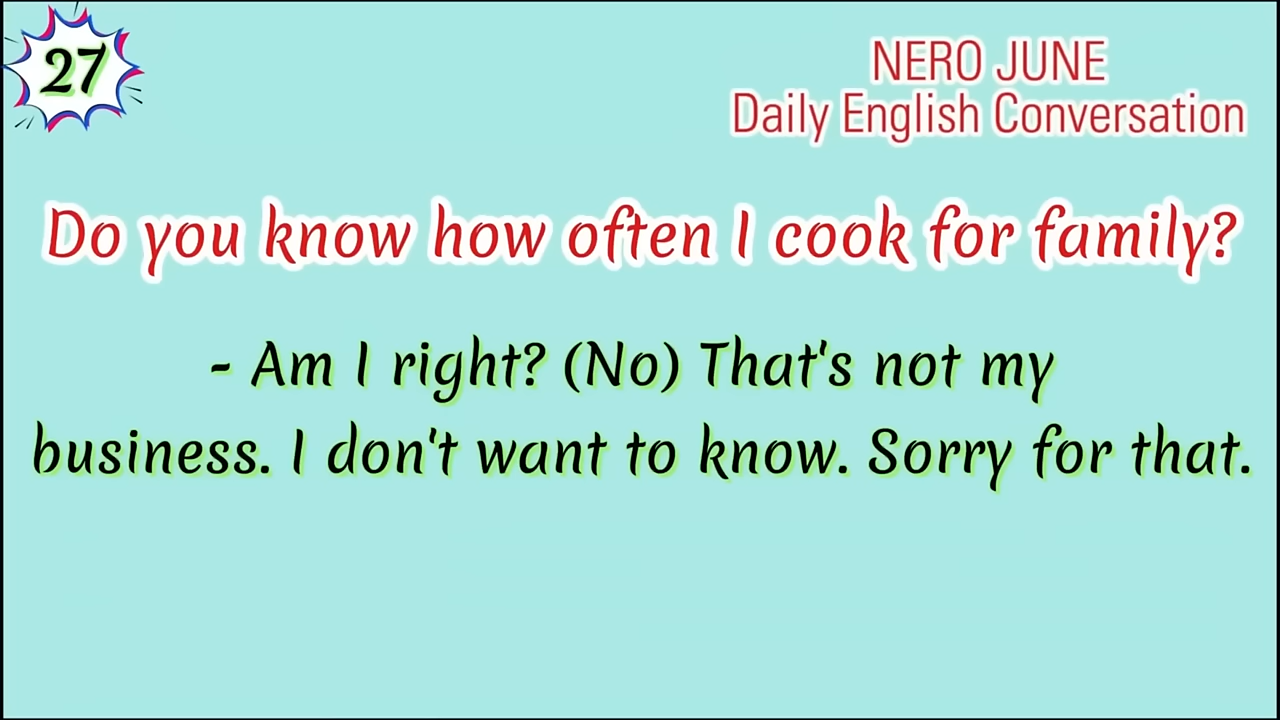 27
NERO JUNE
Daily English Conversation
Do you know how often I cook for family?
- Am I right? (No) That's not my
business. I don't want to know. Sorry for that.